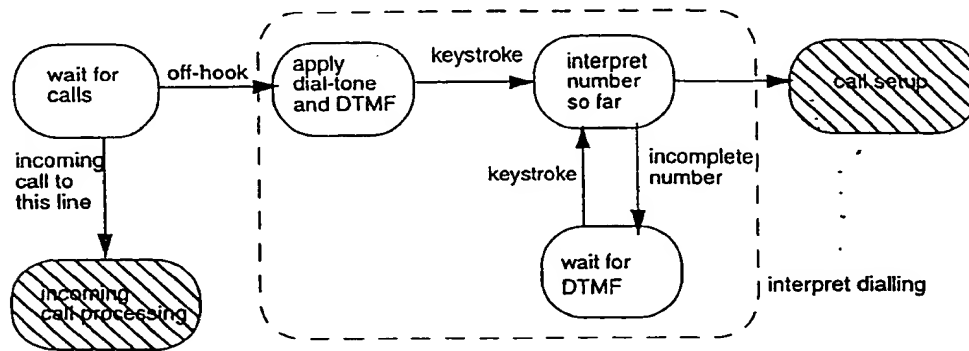 wait for
calls
off-hook
apply
dial-tone
and DTMF
keystroke
interpret
number
so far
call setup
incoming
call to
this line
keystroke
incomplete
number
wait for
DTMF
interpret dialling
incoming
call processing